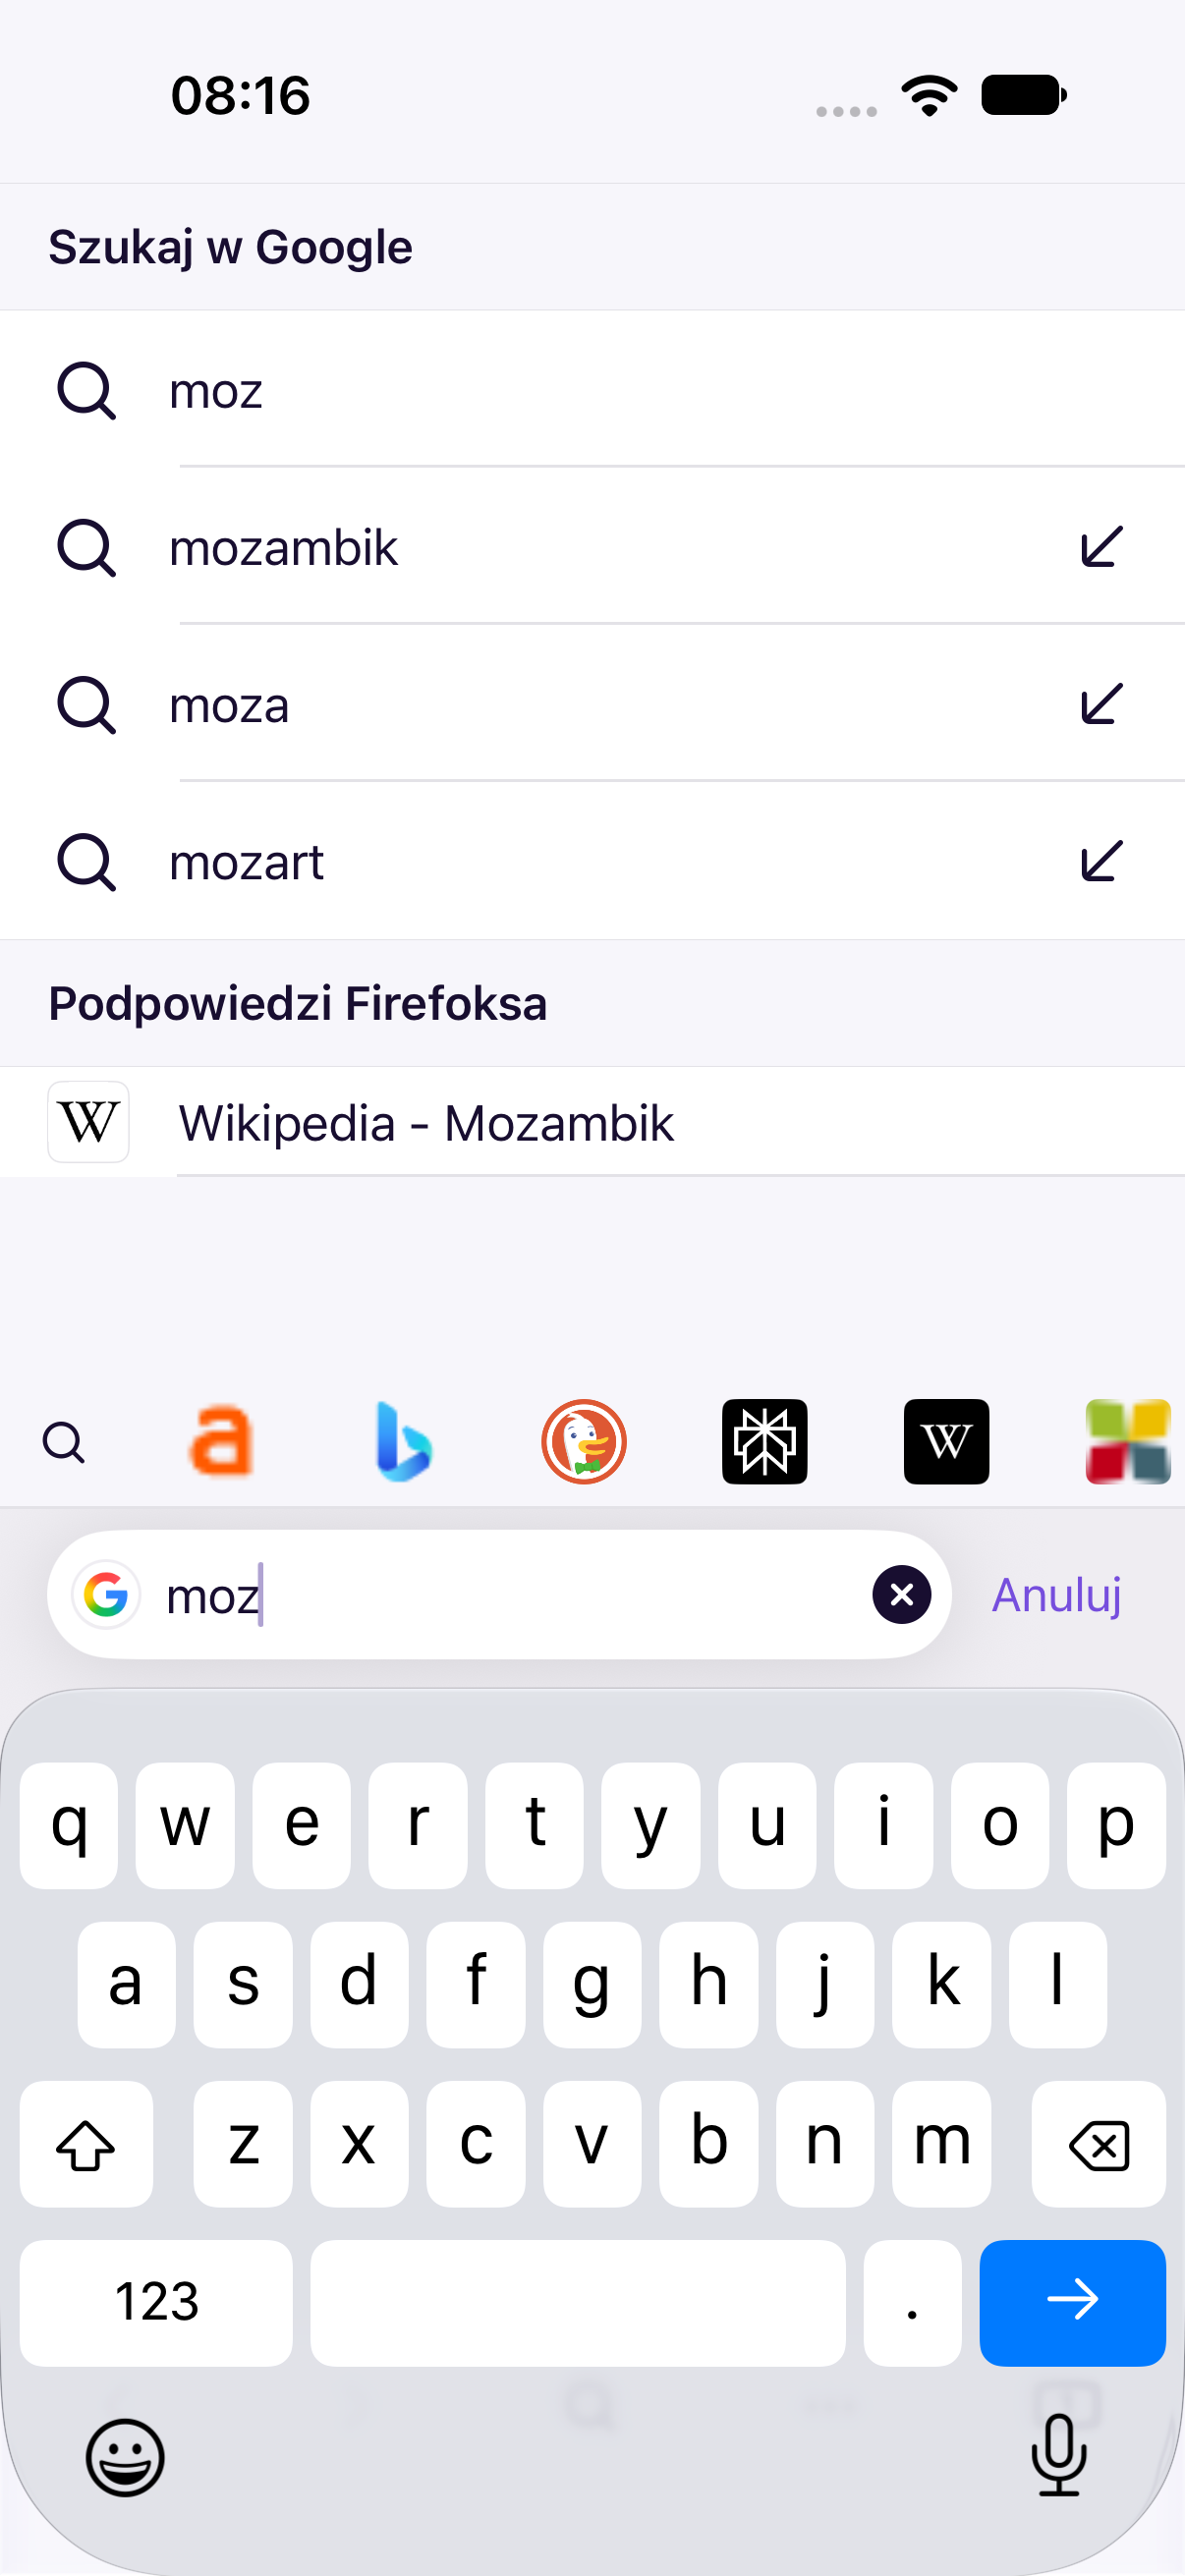 08:16
Szukaj w Google
moz
mozambik
moza
mozart
Podpowiedzi Firefoksa
W Wikipedia - Mozambik
a b W
G moz Anuluj
q w e r t y u i o p
a s d f g h j k l
z x c v b n m
123 .